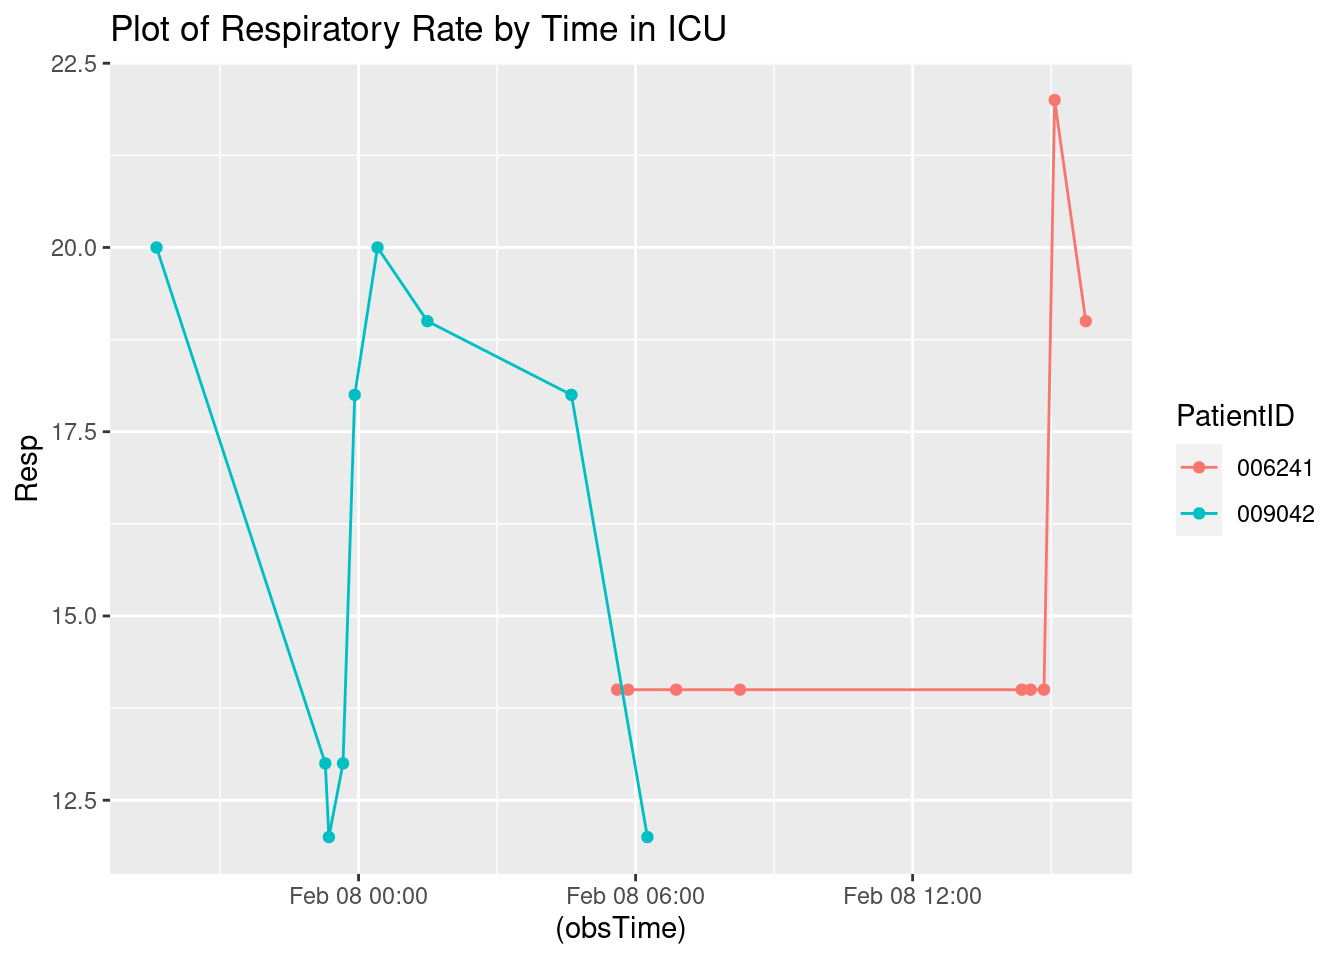 Plot of Respiratory Rate by Time in ICU
22.5
20.0
17.5
15.0
12.5
Resp
Feb 08 00:00
Feb 08 06:00
Feb 08 12:00
(obsTime)
PatientID
006241
009042